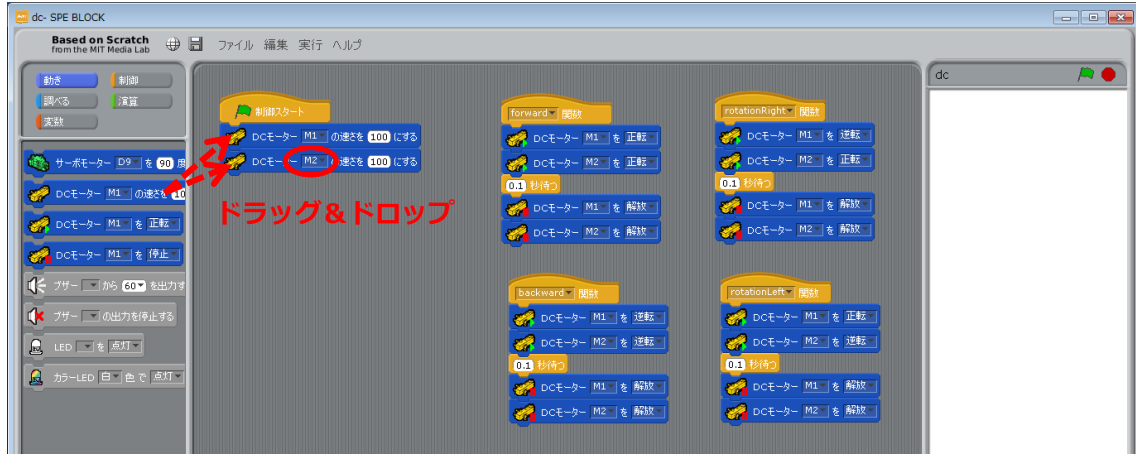 dc- SPE BLOCK
Based on Scratch
from the MIT Media Lab
ファイル 編集 実行 ヘルプ
動き
制御
調べる
演算
変数
サーボモーター D9 を 90 度
DCモーター M1 の速さを 10
DCモーター M1 を 正転
DCモーター M1 を 停止
ブザー から 60 を出力す
ブザー の出力を停止する
LED を 点灯
カラーLED 白 色で 点灯
制御スタート
DCモーター M1 の速さを 100 にする
DCモーター M2 の速さを 100 にする
ドラッグ&ドロップ
forward 関数
DCモーター M1 を 正転
DCモーター M2 を 正転
0.1 秒待つ
DCモーター M1 を 解放
DCモーター M2 を 解放
rotationRight 関数
DCモーター M1 を 逆転
DCモーター M2 を 正転
0.1 秒待つ
DCモーター M1 を 解放
DCモーター M2 を 解放
backward 関数
DCモーター M1 を 逆転
DCモーター M2 を 逆転
0.1 秒待つ
DCモーター M1 を 解放
DCモーター M2 を 解放
rotationLeft 関数
DCモーター M1 を 正転
DCモーター M2 を 逆転
0.1 秒待つ
DCモーター M1 を 解放
DCモーター M2 を 解放
dc